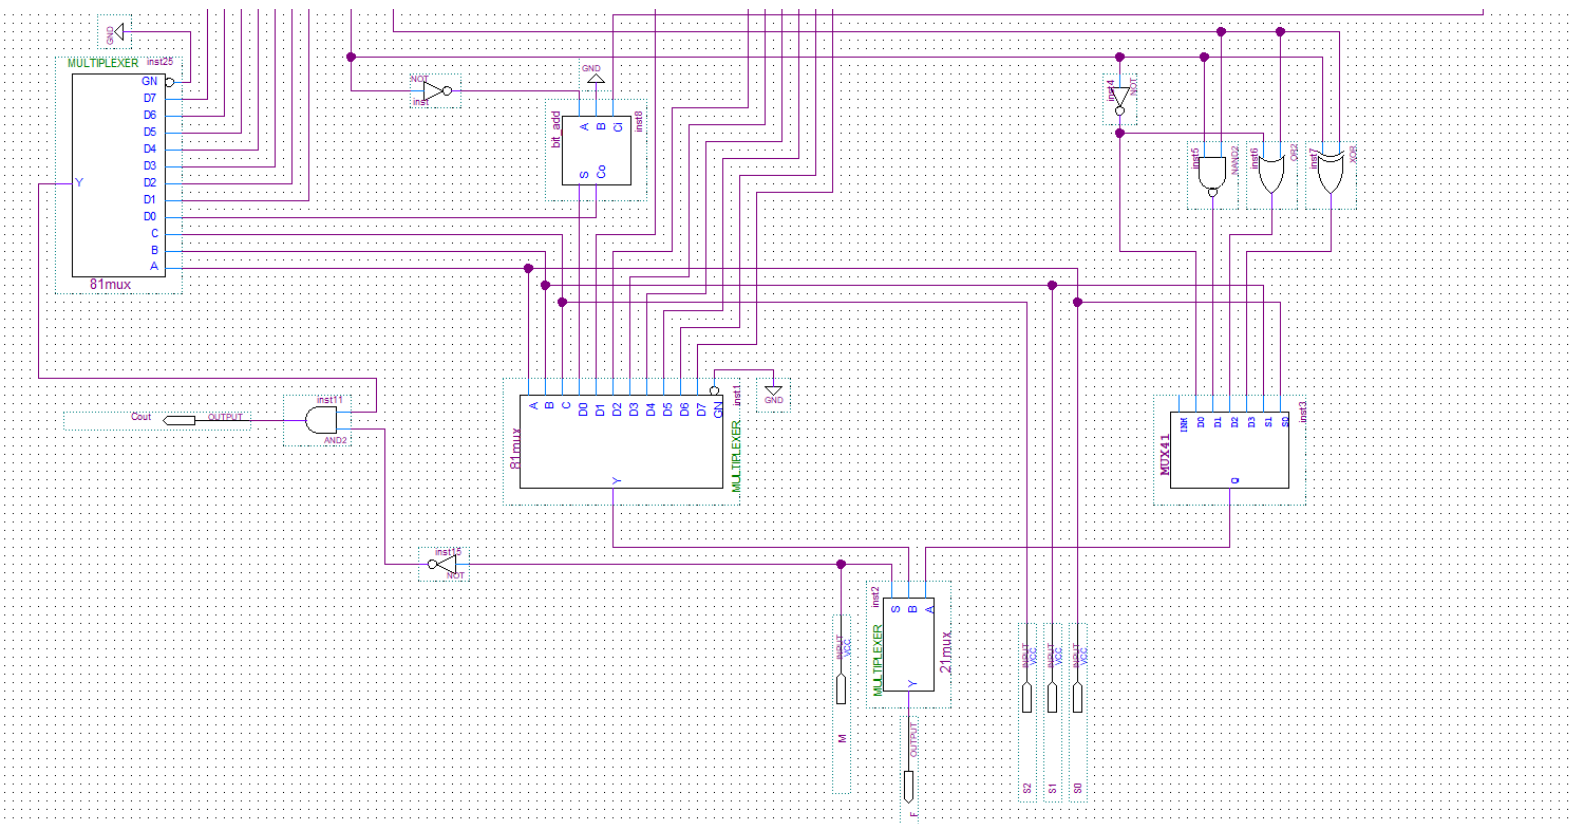 GND
MULTIPLEXER
inst25
GN
D7
D6
D5
D4
D3
D2
D1
D0
C
B
A
Y
81mux
NOT
inst
GND
bit_add
inst8
A
B
CI
S
Co
inst4
NOT
inst5
NAND2
inst6
OR2
inst7
XOR
inst11
Cout
OUTPUT
AND2
A
B
C
D0
D1
D2
D3
D4
D5
D6
D7
GN
inst1
GND
81mux
Y
MULTIPLEXER
INH
D0
D1
D2
D3
S1
S0
inst3
MUX41
Q
inst15
NOT
inst2
S
B
A
MULTIPLEXER
21mux
Y
INPUT
VCC
M
OUTPUT
F
INPUT
VCC
S2
INPUT
VCC
S1
INPUT
VCC
S0